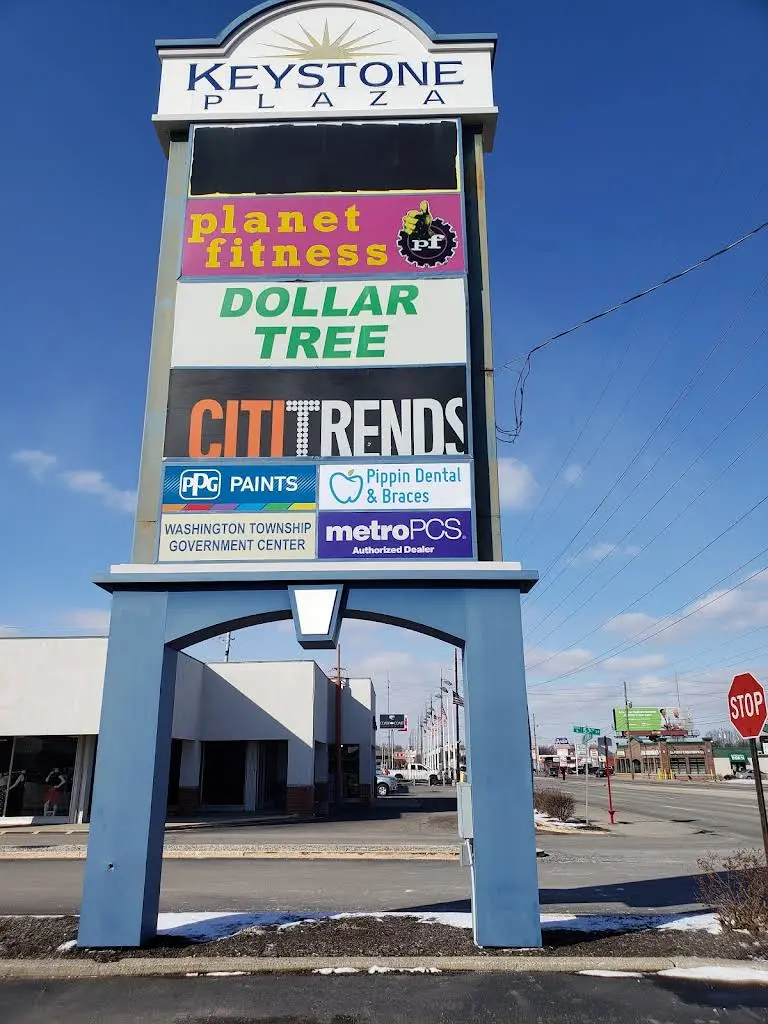 KEYSTONE
PLAZA
planet
fitness
pf
DOLLAR
TREE
CITITRENDS
PPG PAINTS
Pippin Dental
& Braces
WASHINGTON TOWNSHIP
GOVERNMENT CENTER
metroPCS.
Authorized Dealer
STOP